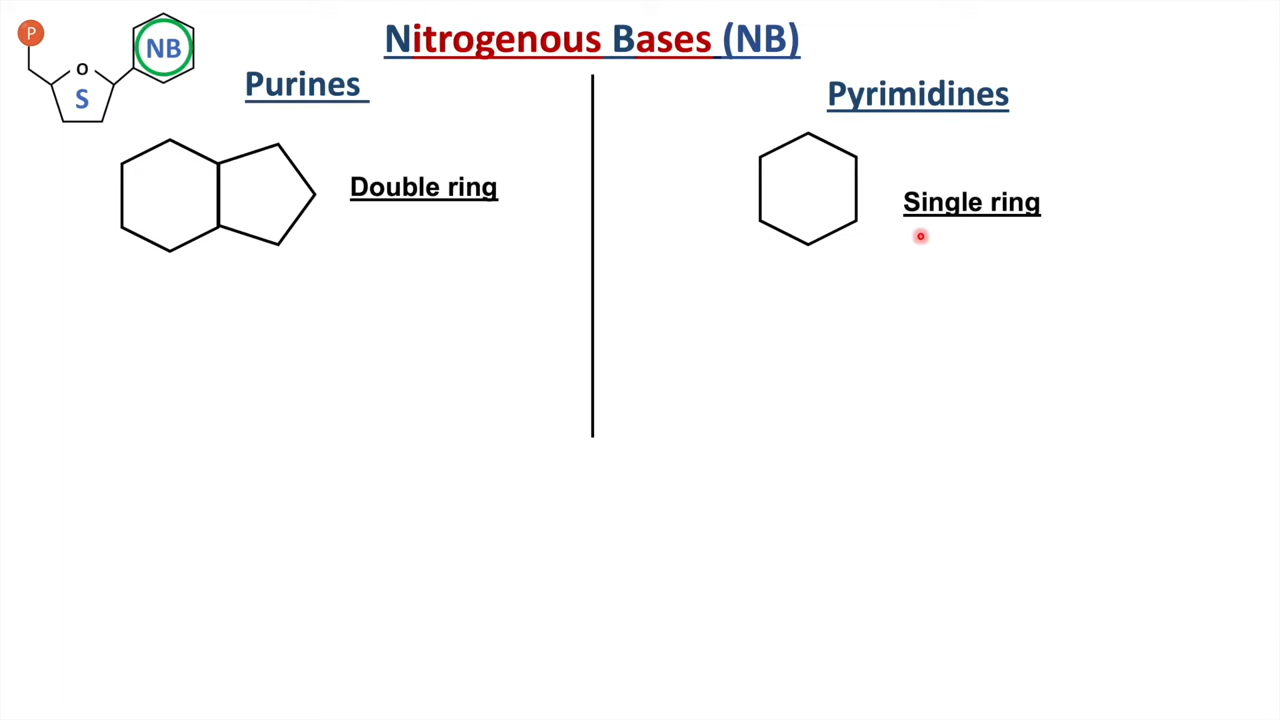 Nitrogenous Bases (NB)
P
NB
O
S
Purines
Pyrimidines
Double ring
Single ring